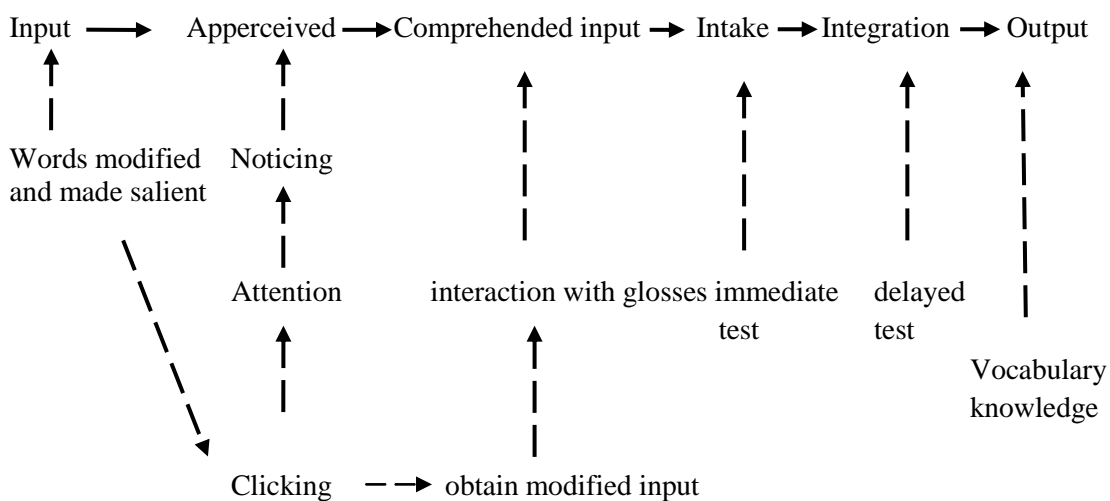 Input Apperceived Comprehended input Intake Integration Output
Words modified Noticing
and made salient
Attention interaction with glosses immediate delayed
test test
Vocabulary
knowledge
Clicking obtain modified input